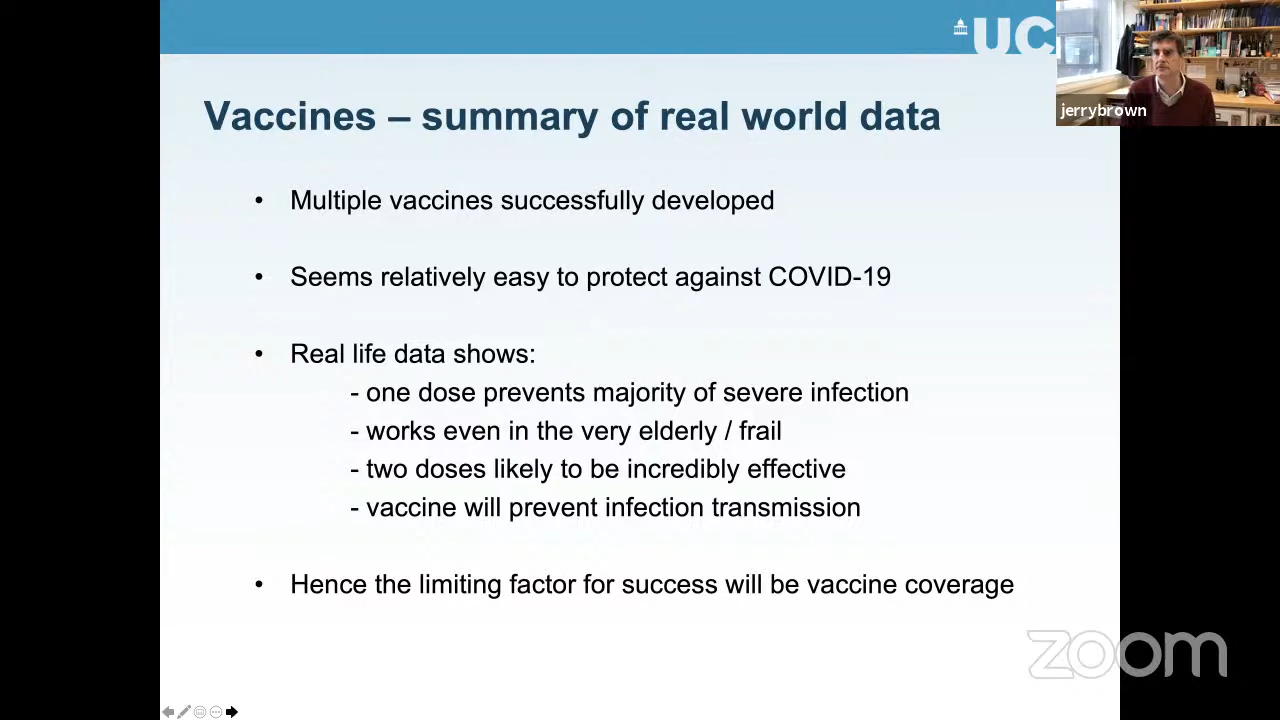 UC
jerrybrown
Vaccines – summary of real world data
• Multiple vaccines successfully developed
• Seems relatively easy to protect against COVID-19
• Real life data shows:
- one dose prevents majority of severe infection
- works even in the very elderly / frail
- two doses likely to be incredibly effective
- vaccine will prevent infection transmission
• Hence the limiting factor for success will be vaccine coverage
zoom